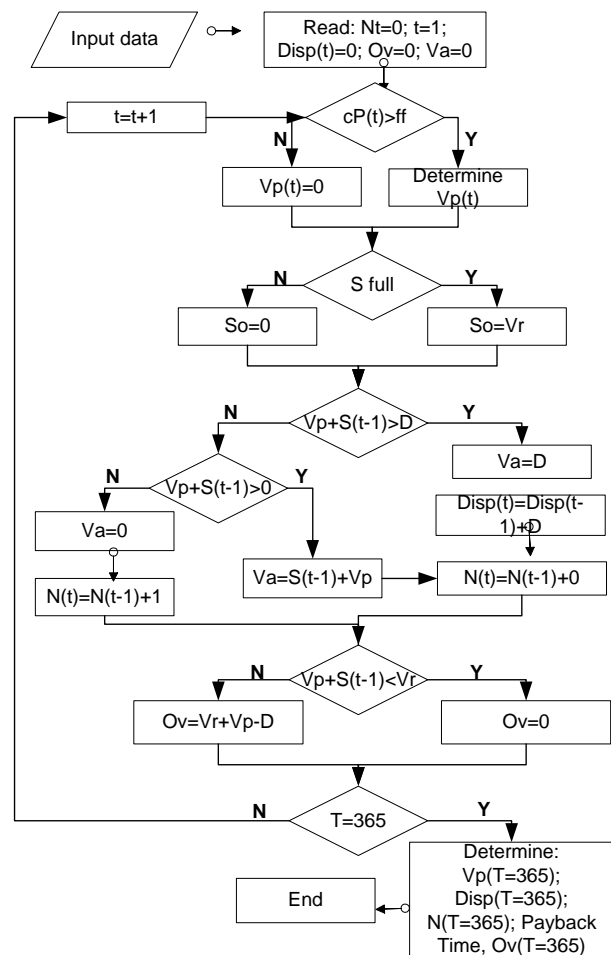 Input data
Read: Nt=0; t=1;
Disp(t)=0; Ov=0; Va=0
t=t+1
cP(t)>ff
N
Y
Vp(t)=0
Determine
Vp(t)
S full
N
Y
So=0
So=Vr
Vp+S(t-1)>D
N
Y
Va=D
Vp+S(t-1)>0
N
Y
Va=0
Disp(t)=Disp(t-
1)+D
N(t)=N(t-1)+1
Va=S(t-1)+Vp
N(t)=N(t-1)+0
Vp+S(t-1)<Vr
N
Y
Ov=Vr+Vp-D
Ov=0
T=365
N
Y
Determine:
Vp(T=365);
Disp(T=365);
N(T=365); Payback
Time, Ov(T=365)
End